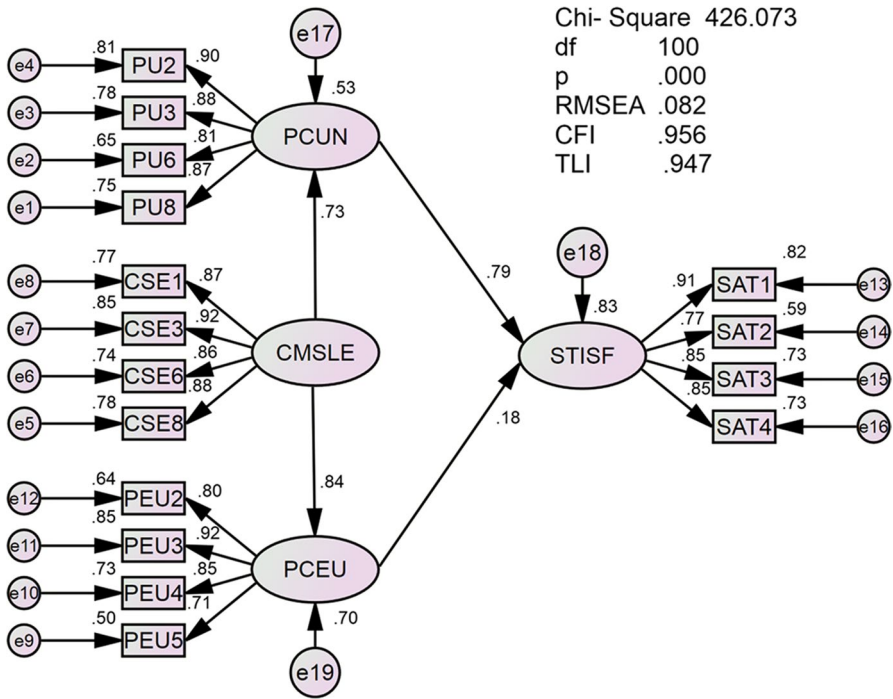 Chi- Square 426.073
df 100
p .000
RMSEA .082
CFI .956
TLI .947
e17
.53
PCUN
e4
.81
PU2
.90
e3
.78
PU3
.88
e2
.65
PU6
.81
e1
.75
PU8
.87
.73
e8
.77
CSE1
.87
e7
.85
CSE3
.92
e6
.74
CSE6
.86
e5
.78
CSE8
.88
CMSLE
.84
e12
.64
PEU2
.80
e11
.85
PEU3
.92
e10
.73
PEU4
.85
e9
.50
PEU5
.71
PCEU
.70
e19
.79
.18
e18
.83
STISF
.91
SAT1
.82
e13
.77
SAT2
.59
e14
.85
SAT3
.73
e15
.85
SAT4
.73
e16